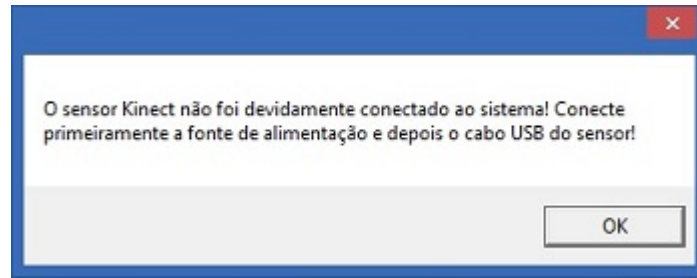 O sensor Kinect não foi devidamente conectado ao sistema! Conecte
primeiramente a fonte de alimentação e depois o cabo USB do sensor!
OK